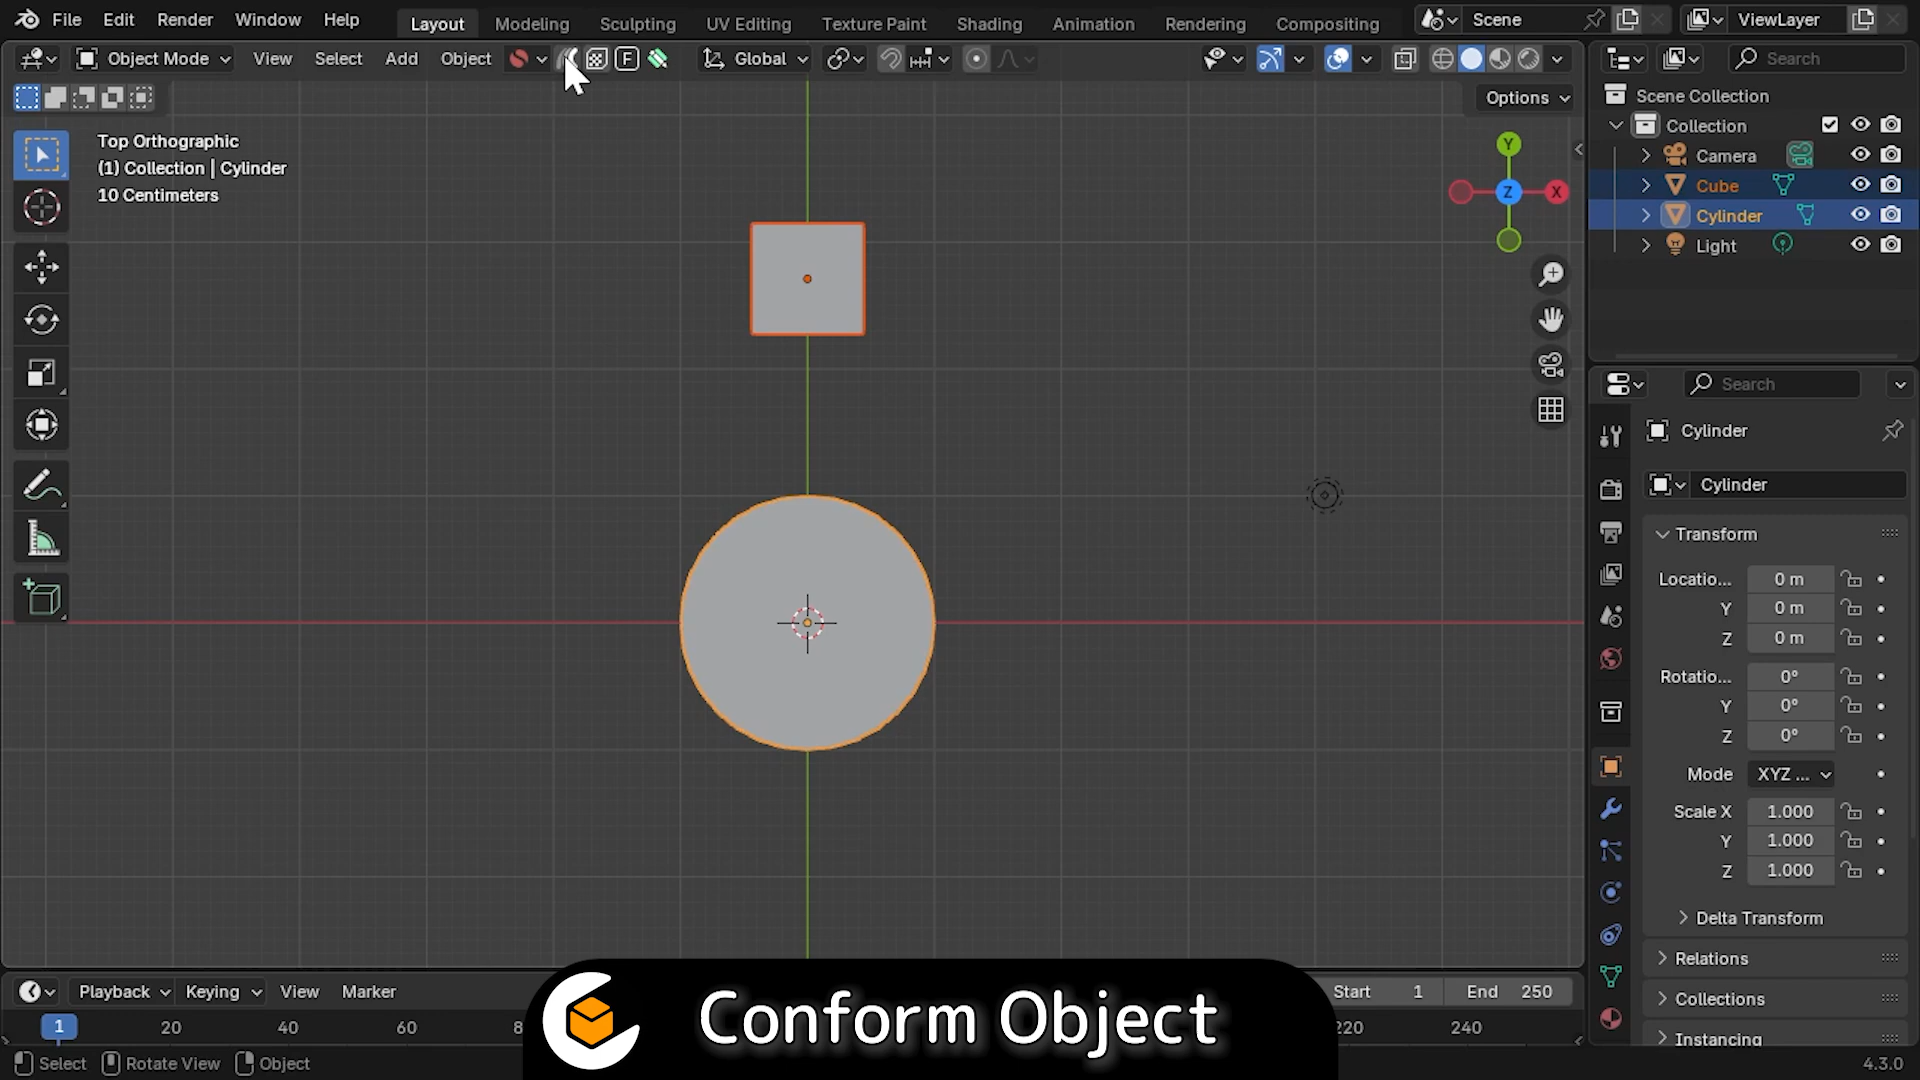 File Edit Render Window Help Layout Modeling Sculpting UV Editing Texture Paint Shading Animation Rendering Compositing Scene ViewLayer
Object Mode View Select Add Object F Global Search
Options
Scene Collection
Collection
Camera
Cube
Cylinder
Light
Top Orthographic
(1) Collection | Cylinder
10 Centimeters
Y
Z
X
Search
Cylinder
Cylinder
Transform
Locatio... 0 m
Y 0 m
Z 0 m
Rotatio... 0°
Y 0°
Z 0°
Mode XYZ ...
Scale X 1.000
Y 1.000
Z 1.000
Delta Transform
Relations
Collections
Instancing
Playback Keying View Marker Start 1 End 250
1 20 40 60 8 220 240
Conform Object
Select Rotate View Object 4.3.0